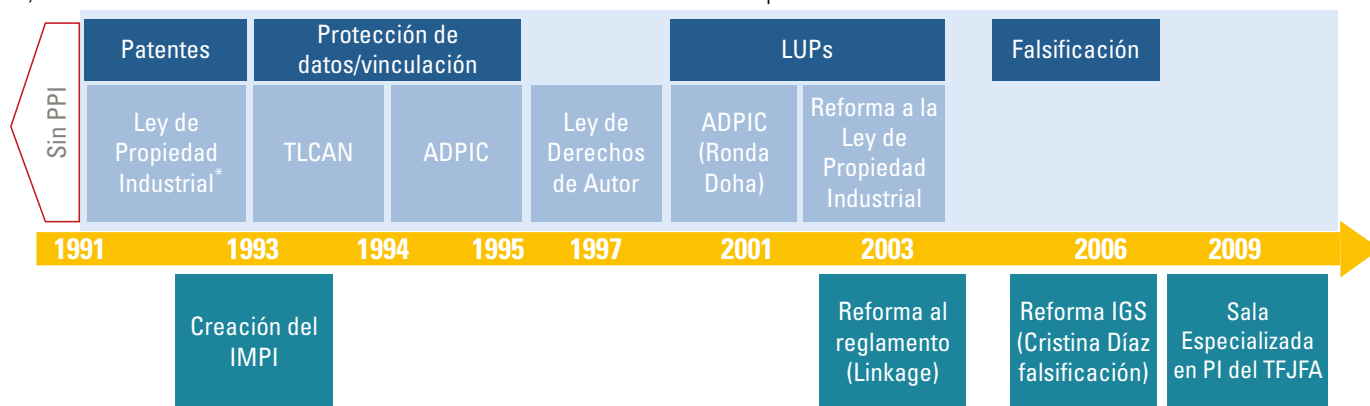 Sin PPI
Patentes
Protección de
datos/vinculación
LUPs
Falsificación
Ley de
Propiedad
Industrial*
TLCAN
ADPIC
Ley de
Derechos
de Autor
ADPIC
(Ronda
Doha)
Reforma a la
Ley de
Propiedad
Industrial
1991 1993 1994 1995 1997 2001 2003 2006 2009
Creación del
IMPI
Reforma al
reglamento
(Linkage)
Reforma IGS
(Cristina Díaz
falsificación)
Sala
Especializada
en PI del TFJFA